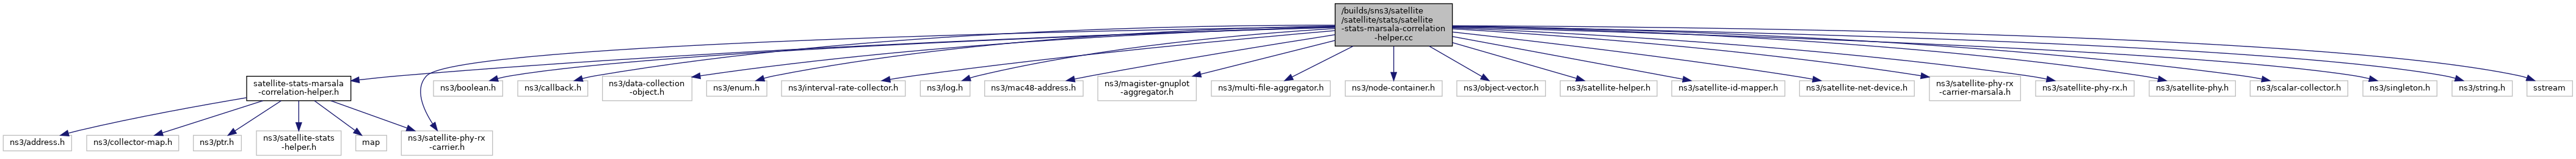 /builds/sns3/satellite
/satellite/stats/satellite
-stats-marsala-correlation
-helper.cc
satellite-stats-marsala
-correlation-helper.h
ns3/boolean.h
ns3/callback.h
ns3/data-collection
-object.h
ns3/enum.h
ns3/interval-rate-collector.h
ns3/log.h
ns3/mac48-address.h
ns3/magister-gnuplot
-aggregator.h
ns3/multi-file-aggregator.h
ns3/node-container.h
ns3/object-vector.h
ns3/satellite-helper.h
ns3/satellite-id-mapper.h
ns3/satellite-net-device.h
ns3/satellite-phy-rx
-carrier-marsala.h
ns3/satellite-phy-rx.h
ns3/satellite-phy.h
ns3/scalar-collector.h
ns3/singleton.h
ns3/string.h
sstream
ns3/address.h
ns3/collector-map.h
ns3/ptr.h
ns3/satellite-stats
-helper.h
map
ns3/satellite-phy-rx
-carrier.h